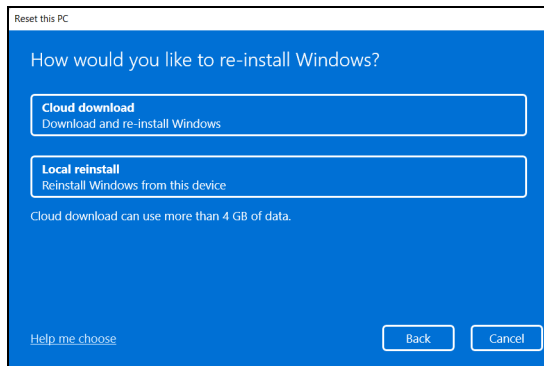 Reset this PC
How would you like to re-install Windows?
Cloud download
Download and re-install Windows
Local reinstall
Reinstall Windows from this device
Cloud download can use more than 4 GB of data.
Help me choose
Back
Cancel